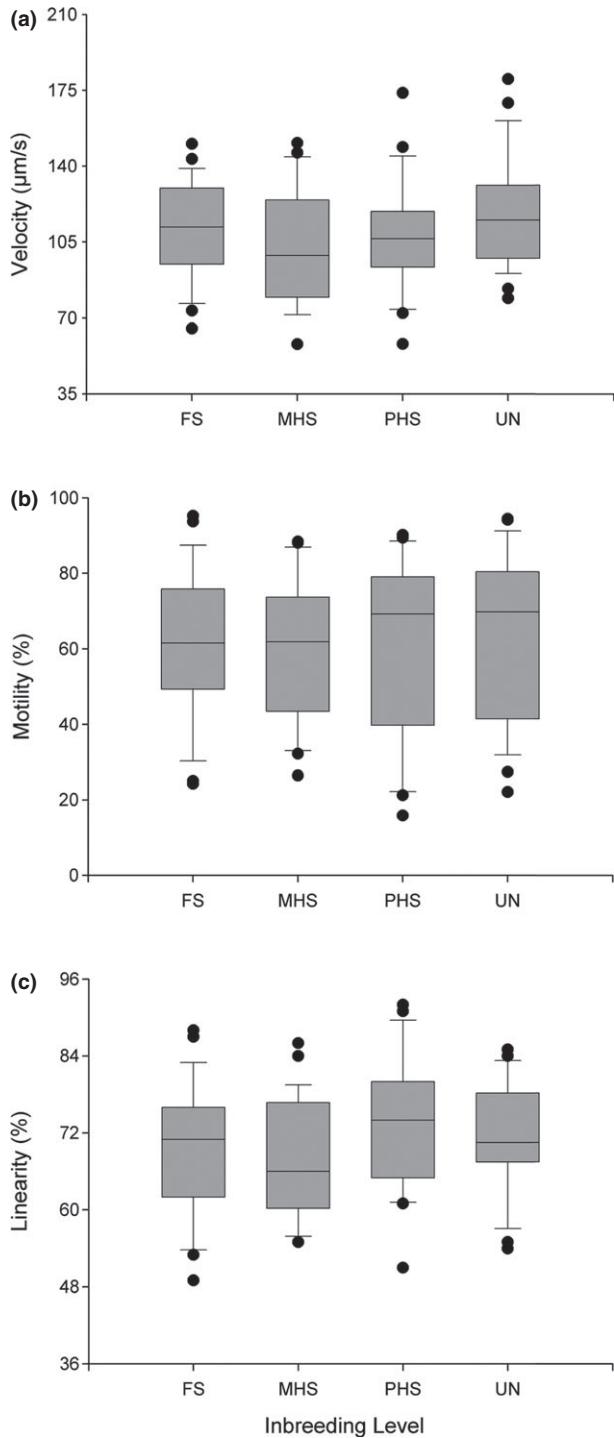 (a)
Velocity (µm/s)
210
175
140
105
70
35
FS MHS PHS UN
(b)
Motility (%)
100
80
60
40
20
0
FS MHS PHS UN
(c)
Linearity (%)
96
84
72
60
48
36
FS MHS PHS UN
Inbreeding Level